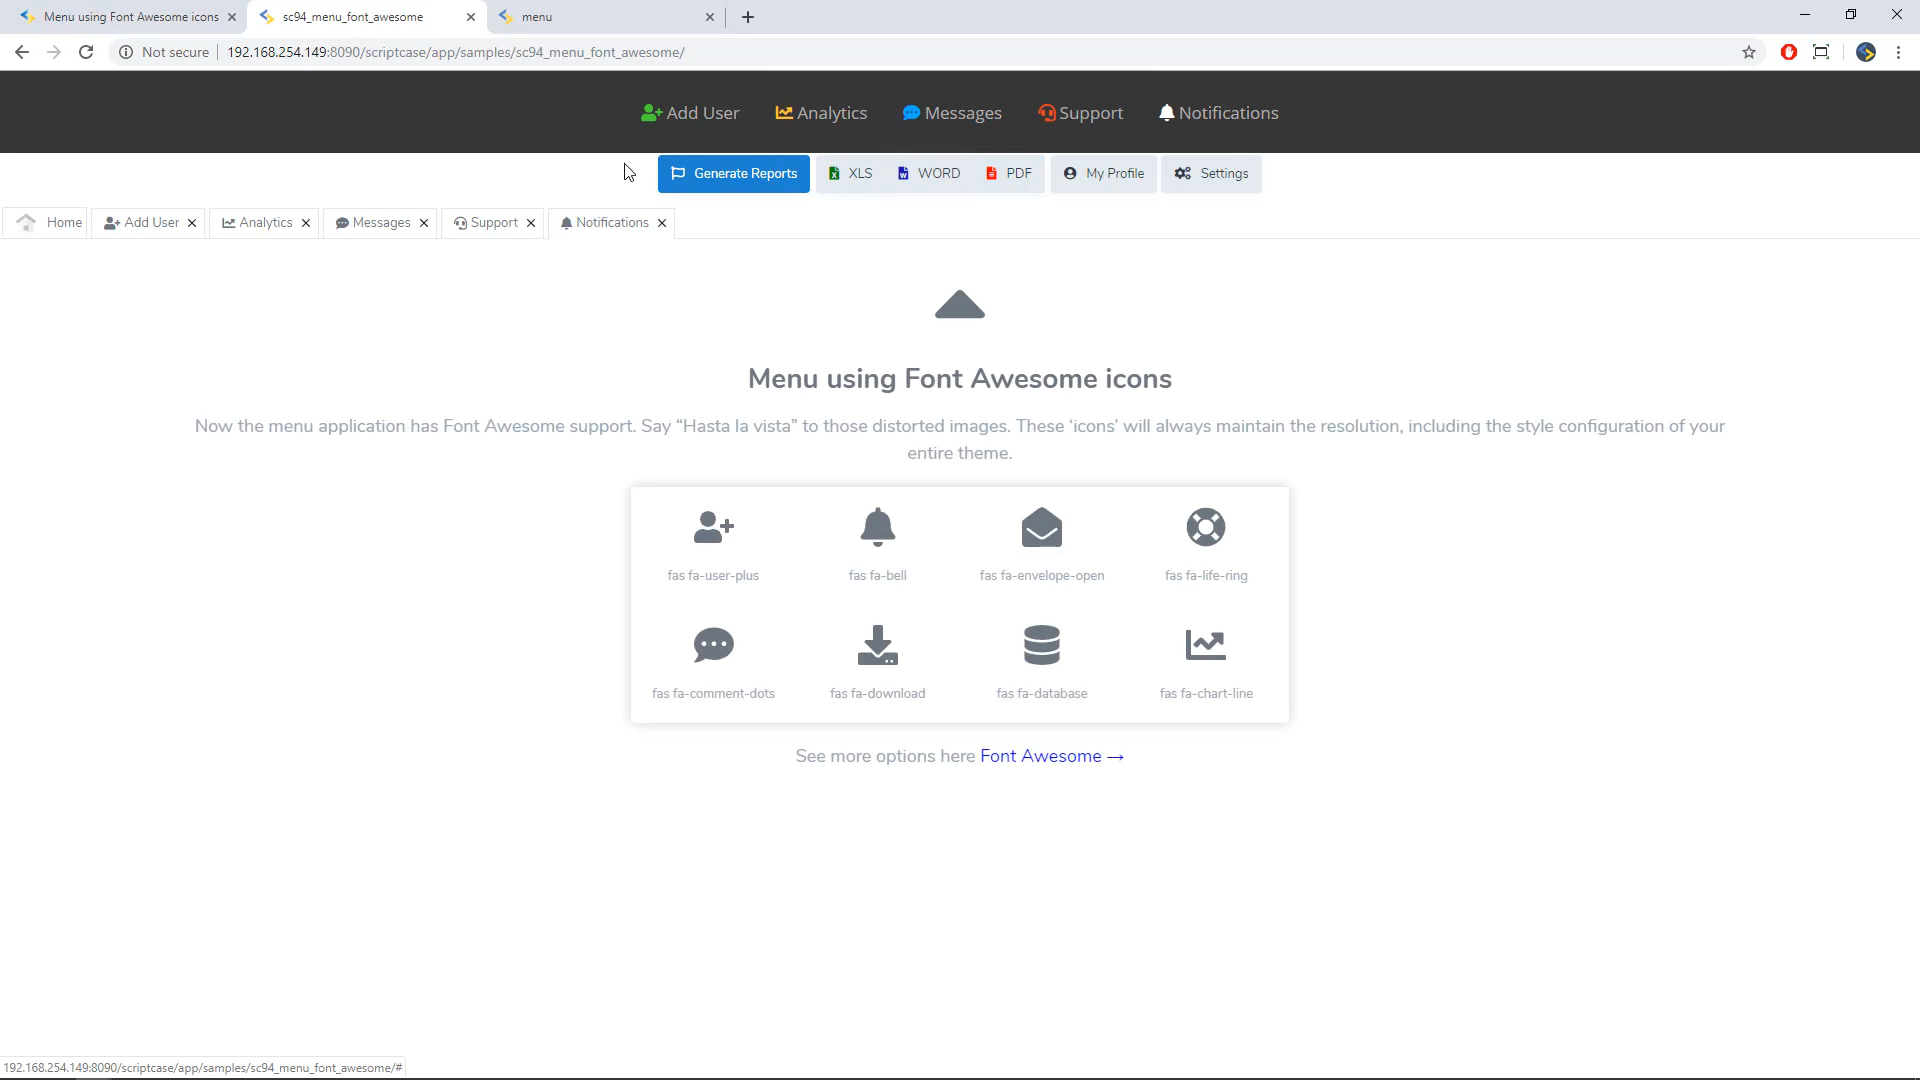 Menu using Font Awesome icons
sc94_menu_font_awesome
menu
Not secure
192.168.254.149:8090/scriptcase/app/samples/sc94_menu_font_awesome/
Add User
Analytics
Messages
Support
Notifications
Generate Reports
XLS
WORD
PDF
My Profile
Settings
Home
Add User
Analytics
Messages
Support
Notifications
Menu using Font Awesome icons
Now the menu application has Font Awesome support. Say “Hasta la vista” to those distorted images. These ‘icons’ will always maintain the resolution, including the style configuration of your
entire theme.
fas fa-user-plus
fas fa-bell
fas fa-envelope-open
fas fa-life-ring
fas fa-comment-dots
fas fa-download
fas fa-database
fas fa-chart-line
See more options here Font Awesome →
192.168.254.149:8090/scriptcase/app/samples/sc94_menu_font_awesome/#